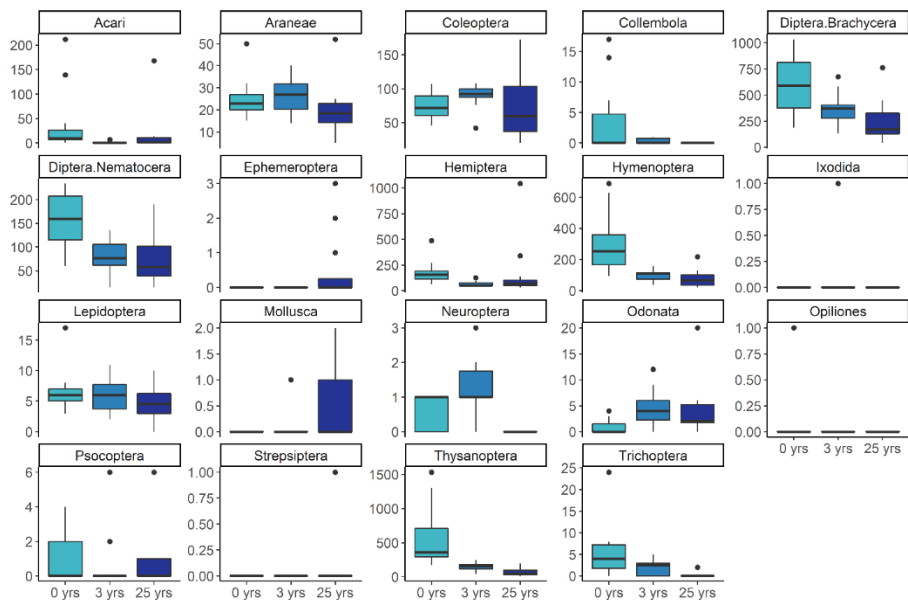 Acari Araneae Coleoptera Collembola Diptera.Brachycera
200 150 100 50 0
50 40 30 20 10
150 100 50
15 10 5 0
1000 750 500 250 0
Diptera.Nematocera Ephemeroptera Hemiptera Hymenoptera Ixodida
200 150 100 50
3 2 1 0
1000 750 500 250 0
600 400 200 0
1.00 0.75 0.50 0.25 0.00
Lepidoptera Mollusca Neuroptera Odonata Opiliones
15 10 5 0
2.0 1.5 1.0 0.5 0.0
3 2 1 0
20 15 10 5 0
1.00 0.75 0.50 0.25 0.00
0 yrs 3 yrs 25 yrs
Psocoptera Strepsiptera Thysanoptera Trichoptera
6 4 2 0
1.00 0.75 0.50 0.25 0.00
1500 1000 500 0
25 20 15 10 5 0
0 yrs 3 yrs 25 yrs 0 yrs 3 yrs 25 yrs 0 yrs 3 yrs 25 yrs 0 yrs 3 yrs 25 yrs